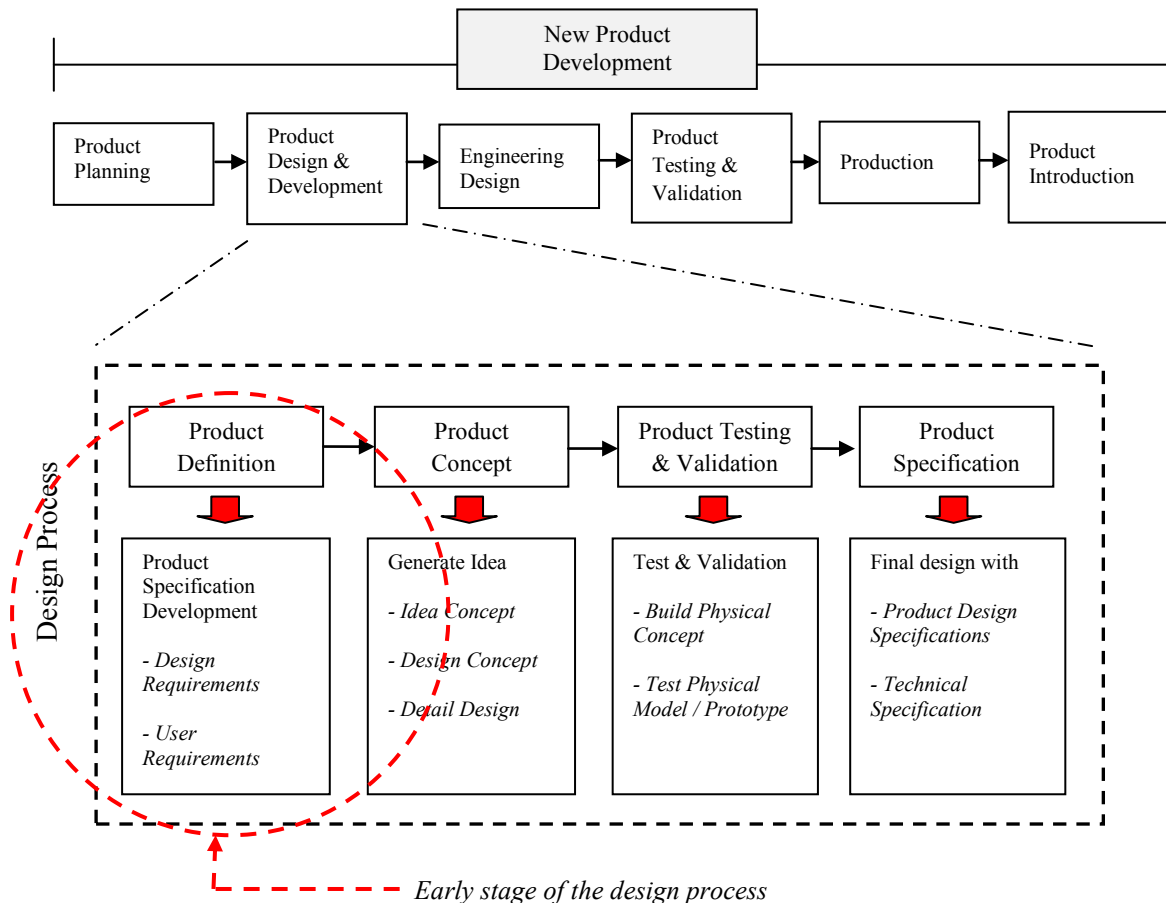 New Product
Development
Product
Planning
Product
Design &
Development
Engineering
Design
Product
Testing &
Validation
Production
Product
Introduction
Design Process
Product
Definition
Product
Concept
Product Testing
& Validation
Product
Specification
Product
Specification
Development
- Design
Requirements
- User
Requirements
Generate Idea
- Idea Concept
- Design Concept
- Detail Design
Test & Validation
- Build Physical
Concept
- Test Physical
Model / Prototype
Final design with
- Product Design
Specifications
- Technical
Specification
Early stage of the design process